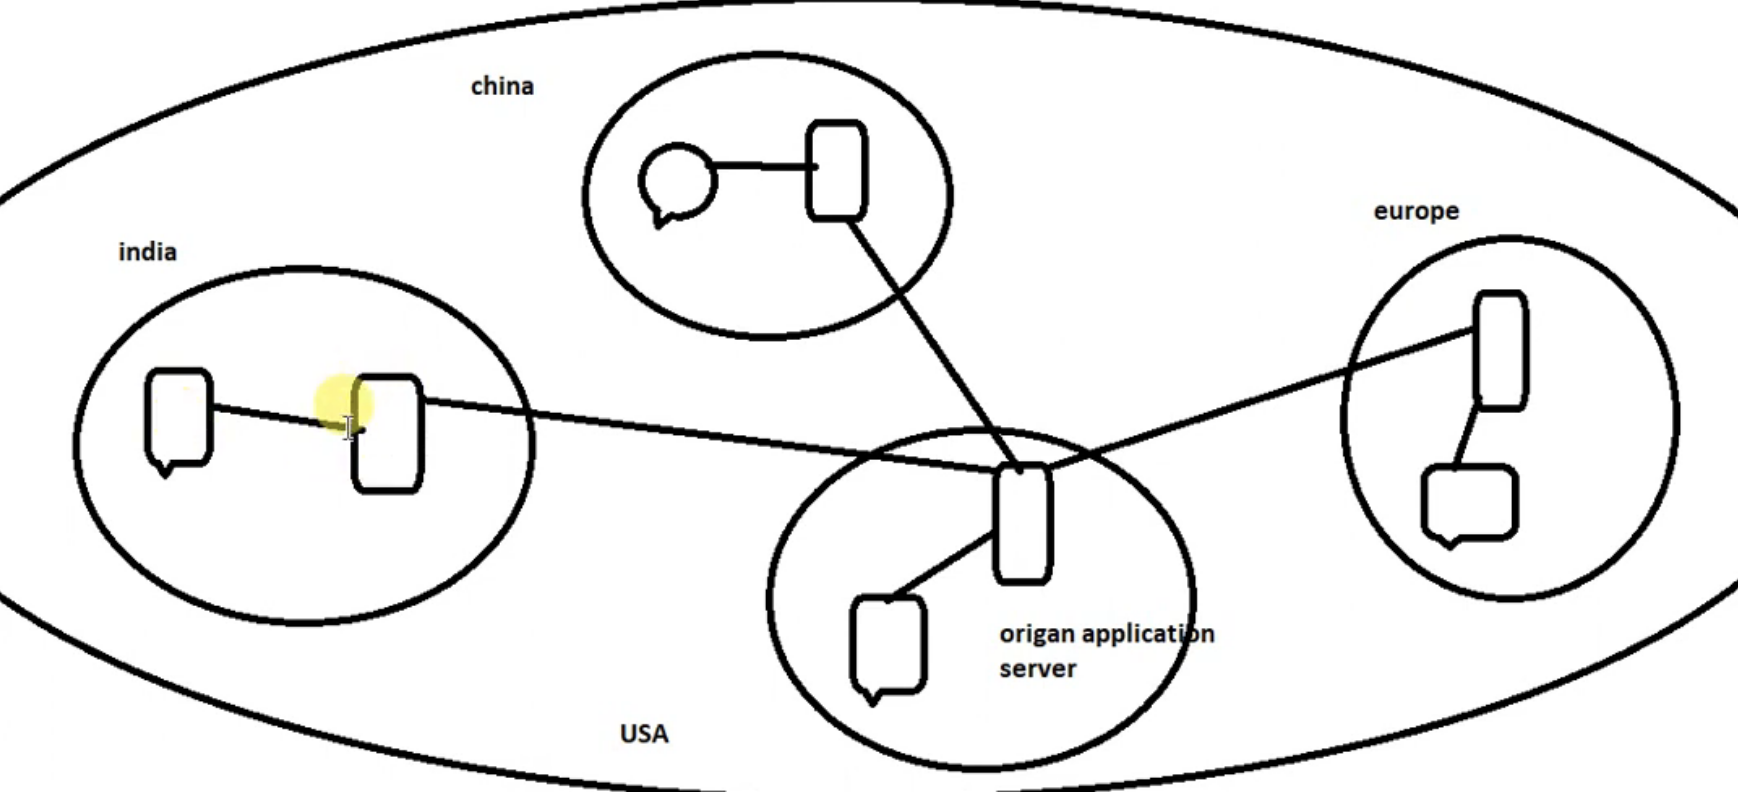 china
europe
india
origan application
server
USA